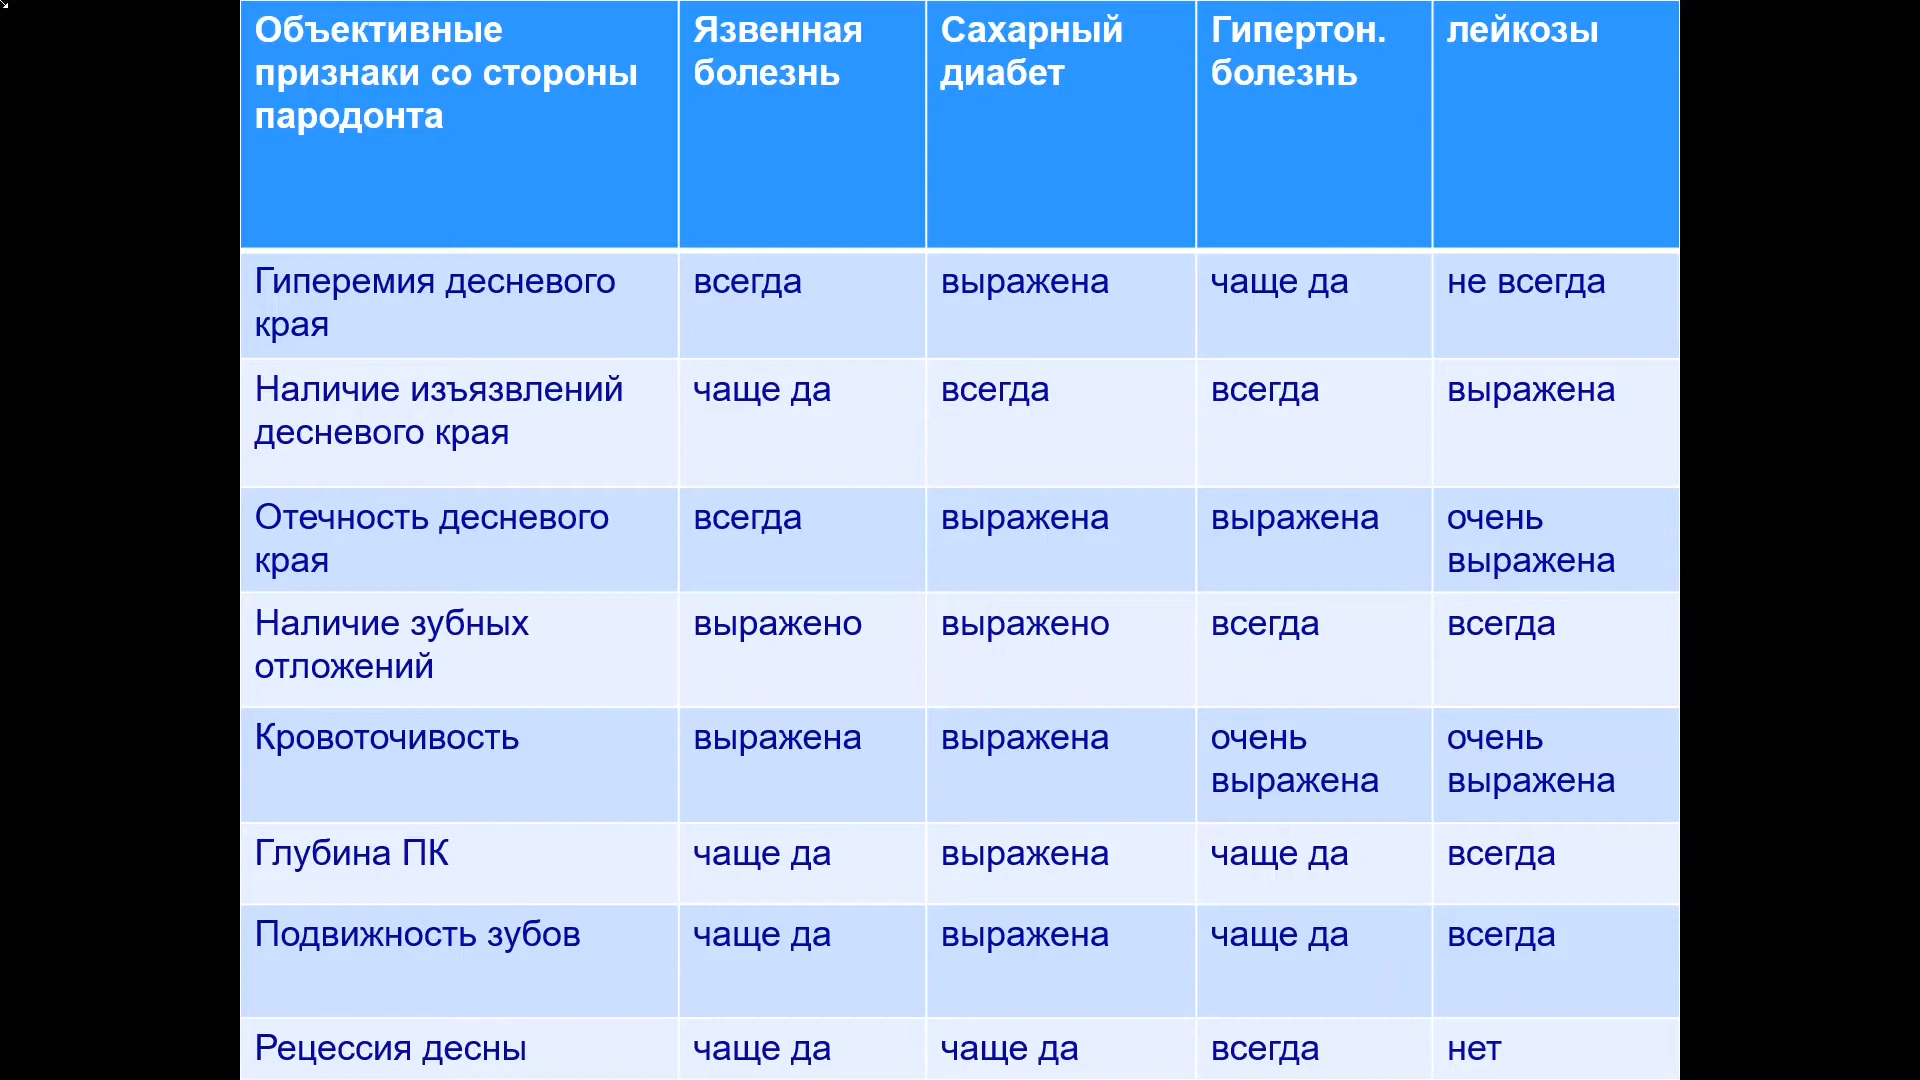 Объективные
признаки со стороны
пародонта
Язвенная
болезнь
Сахарный
диабет
Гипертон.
болезнь
лейкозы
Гиперемия десневого
края
всегда
выражена
чаще да
не всегда
Наличие изъязвлений
десневого края
чаще да
всегда
всегда
выражена
Отечность десневого
края
всегда
выражена
выражена
очень
выражена
Наличие зубных
отложений
выражено
выражено
всегда
всегда
Кровоточивость
выражена
выражена
очень
выражена
очень
выражена
Глубина ПК
чаще да
выражена
чаще да
всегда
Подвижность зубов
чаще да
выражена
чаще да
всегда
Рецессия десны
чаще да
чаще да
всегда
нет